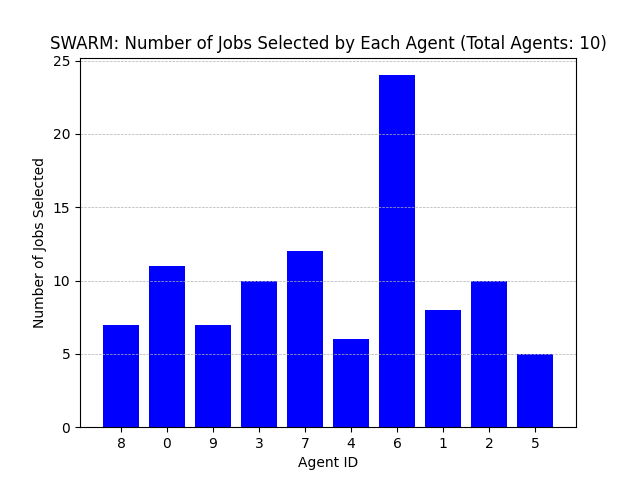 SWARM: Number of Jobs Selected by Each Agent (Total Agents: 10)
25
20
15
10
5
0
Number of Jobs Selected
8 0 9 3 7 4 6 1 2 5
Agent ID